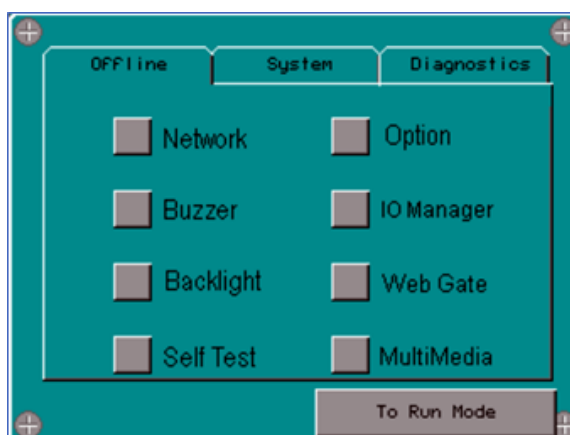 Offline System Diagnostics
Network Option
Buzzer IO Manager
Backlight Web Gate
Self Test MultiMedia
To Run Mode